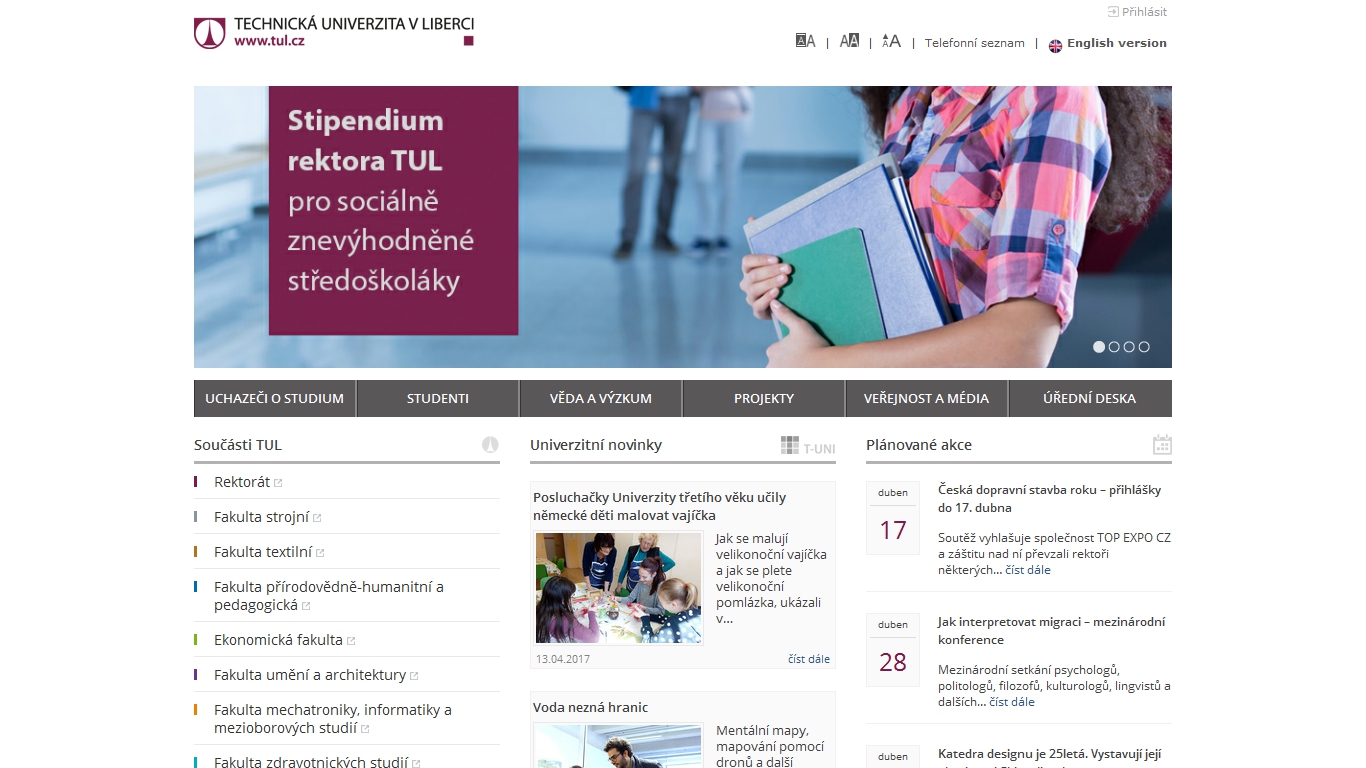 TECHNICKÁ UNIVERZITA V LIBERCI
www.tul.cz
Přihlásit
AA | AA | AA | Telefonní seznam | English version
Stipendium
rektora TUL
pro sociálně
znevýhodněné
středoškoláky
UCHAZEČI O STUDIUM
STUDENTI
VĚDA A VÝZKUM
PROJEKTY
VEŘEJNOST A MÉDIA
ÚŘEDNÍ DESKA
Součásti TUL
Rektorát
Fakulta strojní
Fakulta textilní
Fakulta přírodovědně-humanitní a
pedagogická
Ekonomická fakulta
Fakulta umění a architektury
Fakulta mechatroniky, informatiky a
mezioborových studií
Fakulta zdravotnických studií
Univerzitní novinky
T-UNI
Posluchačky Univerzity třetího věku učily
německé děti malovat vajíčka
Jak se malují
velikonoční vajíčka
a jak se plete
velikonoční
pomlázka, ukázali
v...
13.04.2017
číst dále
Voda nezná hranic
Mentální mapy,
mapování pomocí
dronů a další
Plánované akce
duben
17
Česká dopravní stavba roku – přihlášky
do 17. dubna
Soutěž vyhlašuje společnost TOP EXPO CZ
a záštitu nad ní převzali rektoři
některých... číst dále
duben
28
Jak interpretovat migraci – mezinárodní
konference
Mezinárodní setkání psychologů,
politologů, filozofů, kulturologů, lingvistů a
dalších... číst dále
duben
Katedra designu je 25letá. Vystavují její